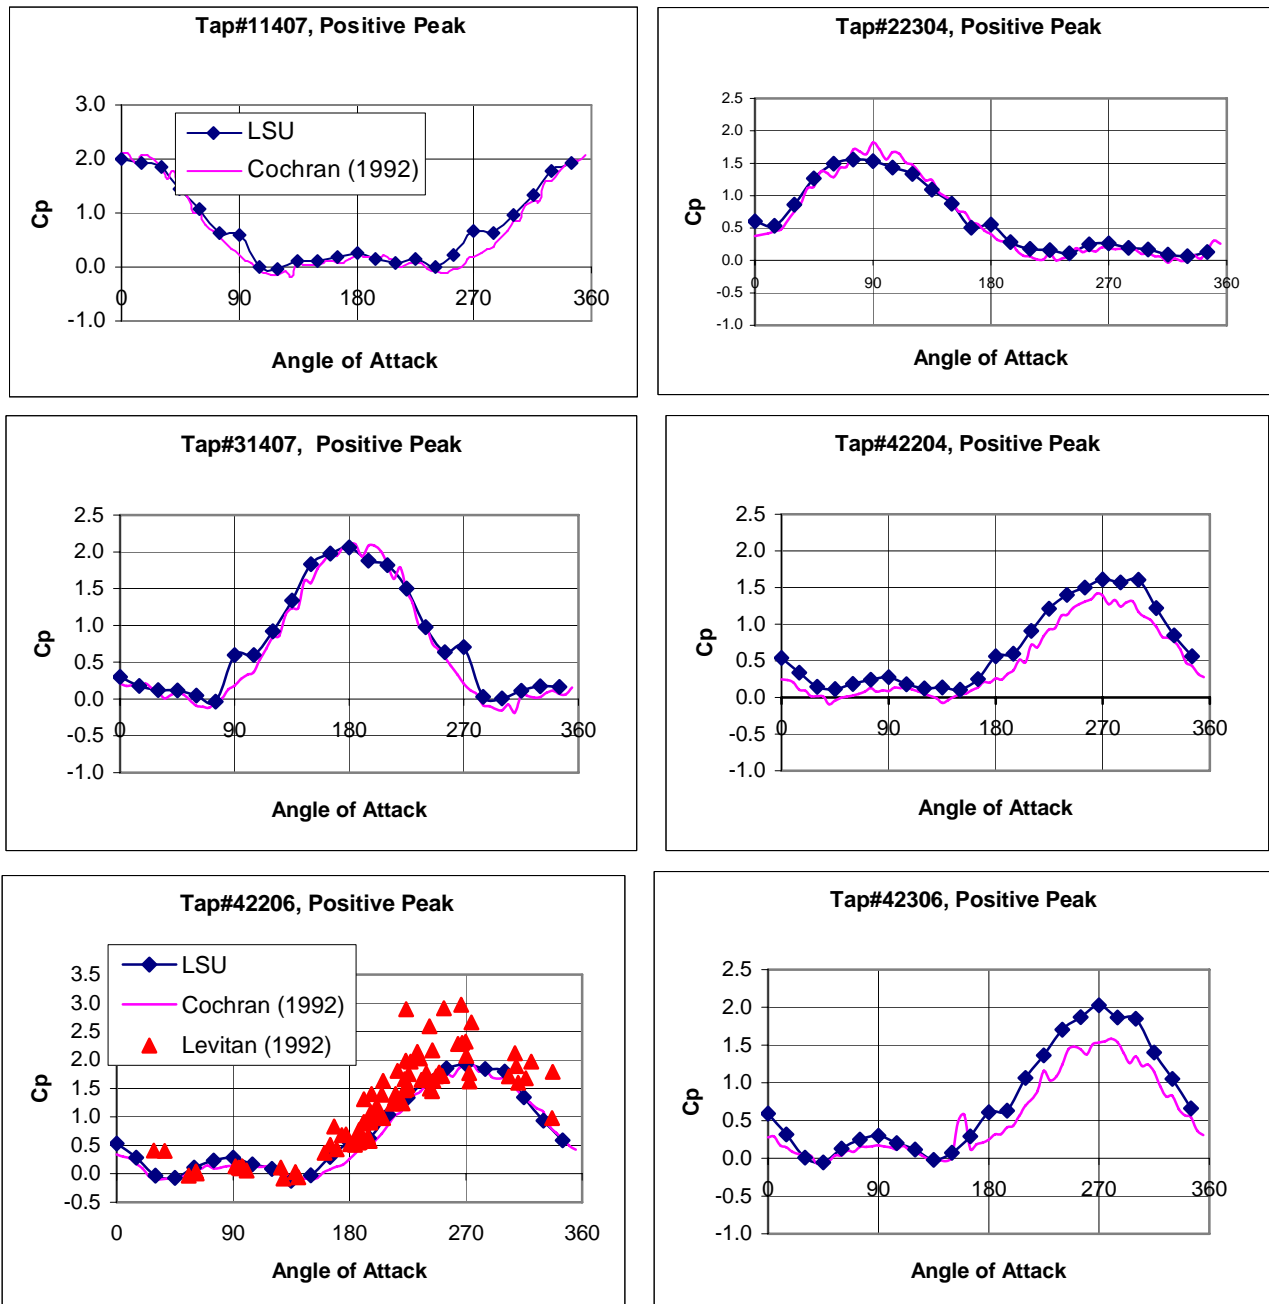 Tap#11407, Positive Peak
3.0
2.0
1.0
0.0
-1.0
Cp
LSU
Cochran (1992)
0 90 180 270 360
Angle of Attack
Tap#22304, Positive Peak
2.5
2.0
1.5
1.0
0.5
0.0
-0.5
-1.0
Cp
0 90 180 270 360
Angle of Attack
Tap#31407, Positive Peak
2.5
2.0
1.5
1.0
0.5
0.0
-0.5
-1.0
Cp
0 90 180 270 360
Angle of Attack
Tap#42204, Positive Peak
2.5
2.0
1.5
1.0
0.5
0.0
-0.5
-1.0
Cp
0 90 180 270 360
Angle of Attack
Tap#42206, Positive Peak
3.5
3.0
2.5
2.0
1.5
1.0
0.5
0.0
-0.5
Cp
LSU
Cochran (1992)
Levitan (1992)
0 90 180 270 360
Angle of Attack
Tap#42306, Positive Peak
2.5
2.0
1.5
1.0
0.5
0.0
-0.5
-1.0
Cp
0 90 180 270 360
Angle of Attack